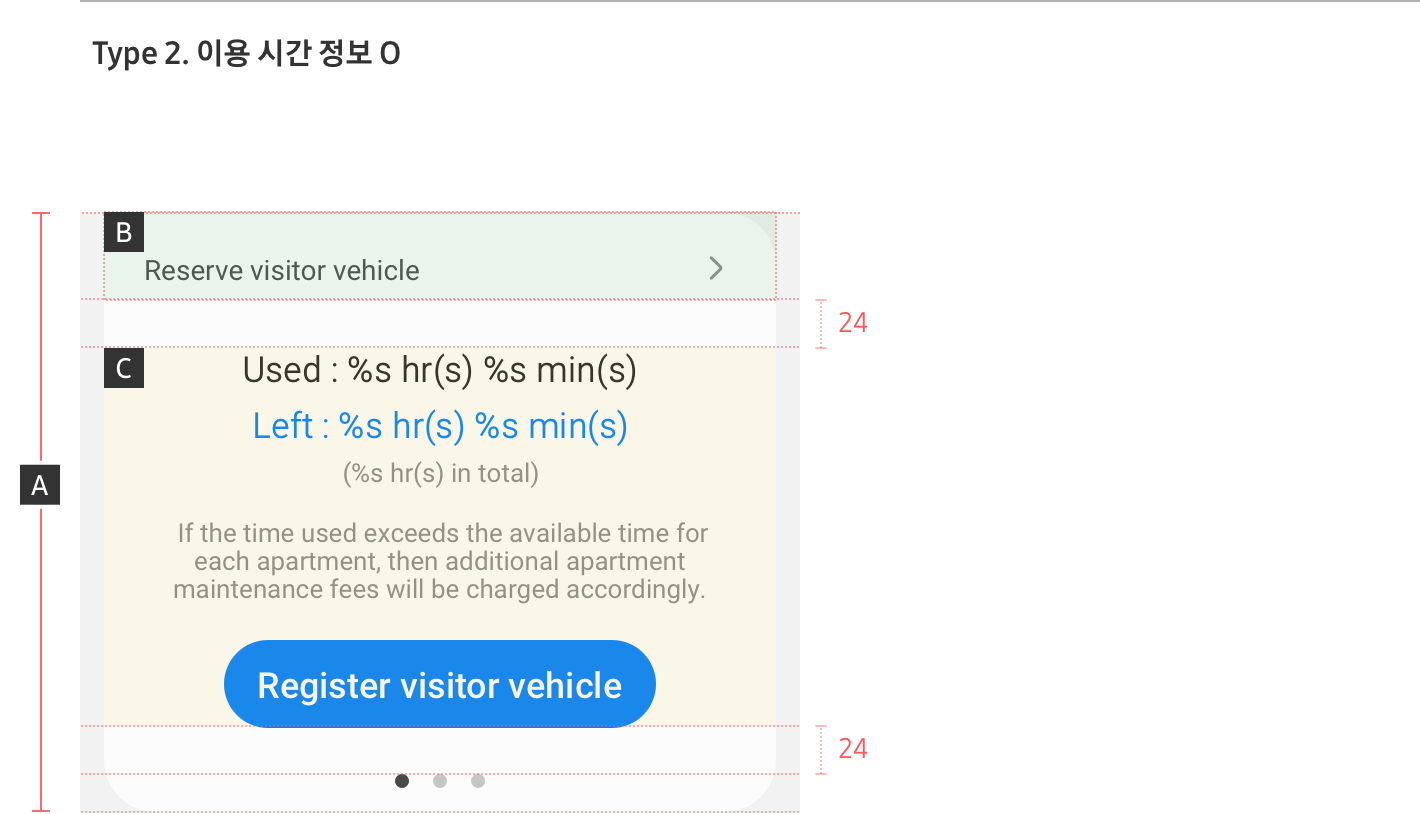 Type 2. 이용 시간 정보 O
B
Reserve visitor vehicle
24
C
Used : %s hr(s) %s min(s)
Left : %s hr(s) %s min(s)
A
(%s hr(s) in total)
If the time used exceeds the available time for
each apartment, then additional apartment
maintenance fees will be charged accordingly.
Register visitor vehicle
24